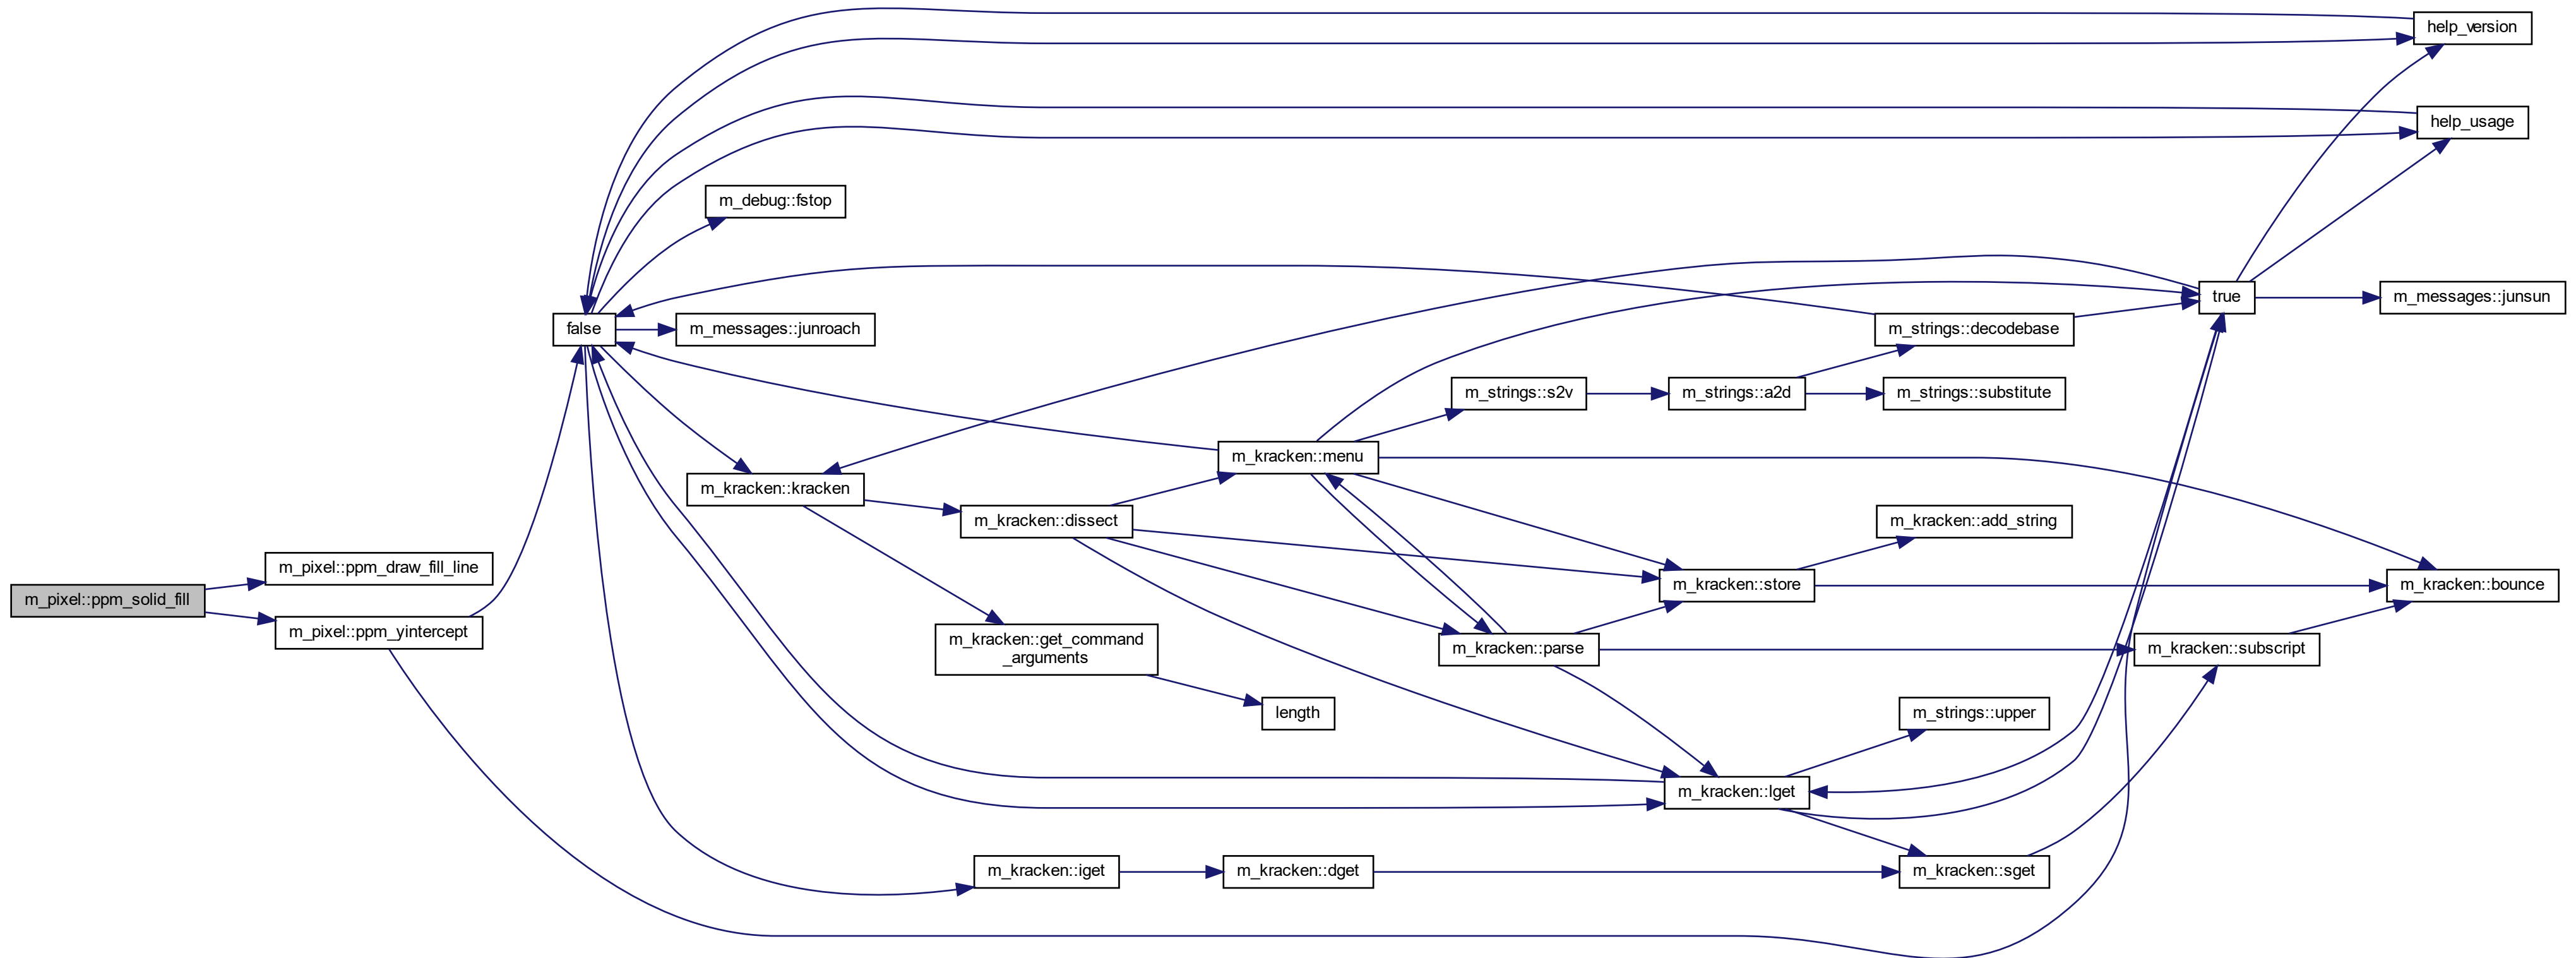 help_version
help_usage
m_debug::fstop
true
m_messages::junsun
false
m_messages::junroach
m_strings::decodebase
m_strings::s2v
m_strings::a2d
m_strings::substitute
m_kracken::menu
m_kracken::kracken
m_kracken::dissect
m_kracken::add_string
m_pixel::ppm_draw_fill_line
m_kracken::store
m_kracken::bounce
m_pixel::ppm_solid_fill
m_pixel::ppm_yintercept
m_kracken::get_command
_arguments
m_kracken::parse
m_kracken::subscript
length
m_strings::upper
m_kracken::lget
m_kracken::iget
m_kracken::dget
m_kracken::sget